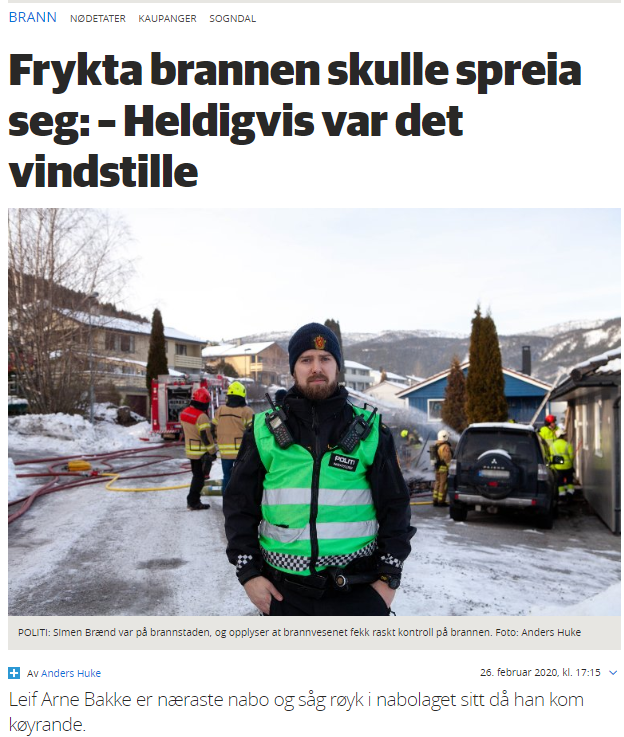 BRANN NØDETATER KAUPANGER SOGNDAL
Frykta brannen skulle spreia
seg: – Heldigvis var det
vindstille
POLITI
POLITI: SImen Brænd var på brannstaden, og opplyser at brannvesenet fekk raskt kontroll på brannen. Foto: Anders Huke
Av Anders Huke 26. februar 2020, kl. 17:15
Leif Arne Bakke er næraste nabo og såg røyk i nabolaget sitt då han kom
køyrande.